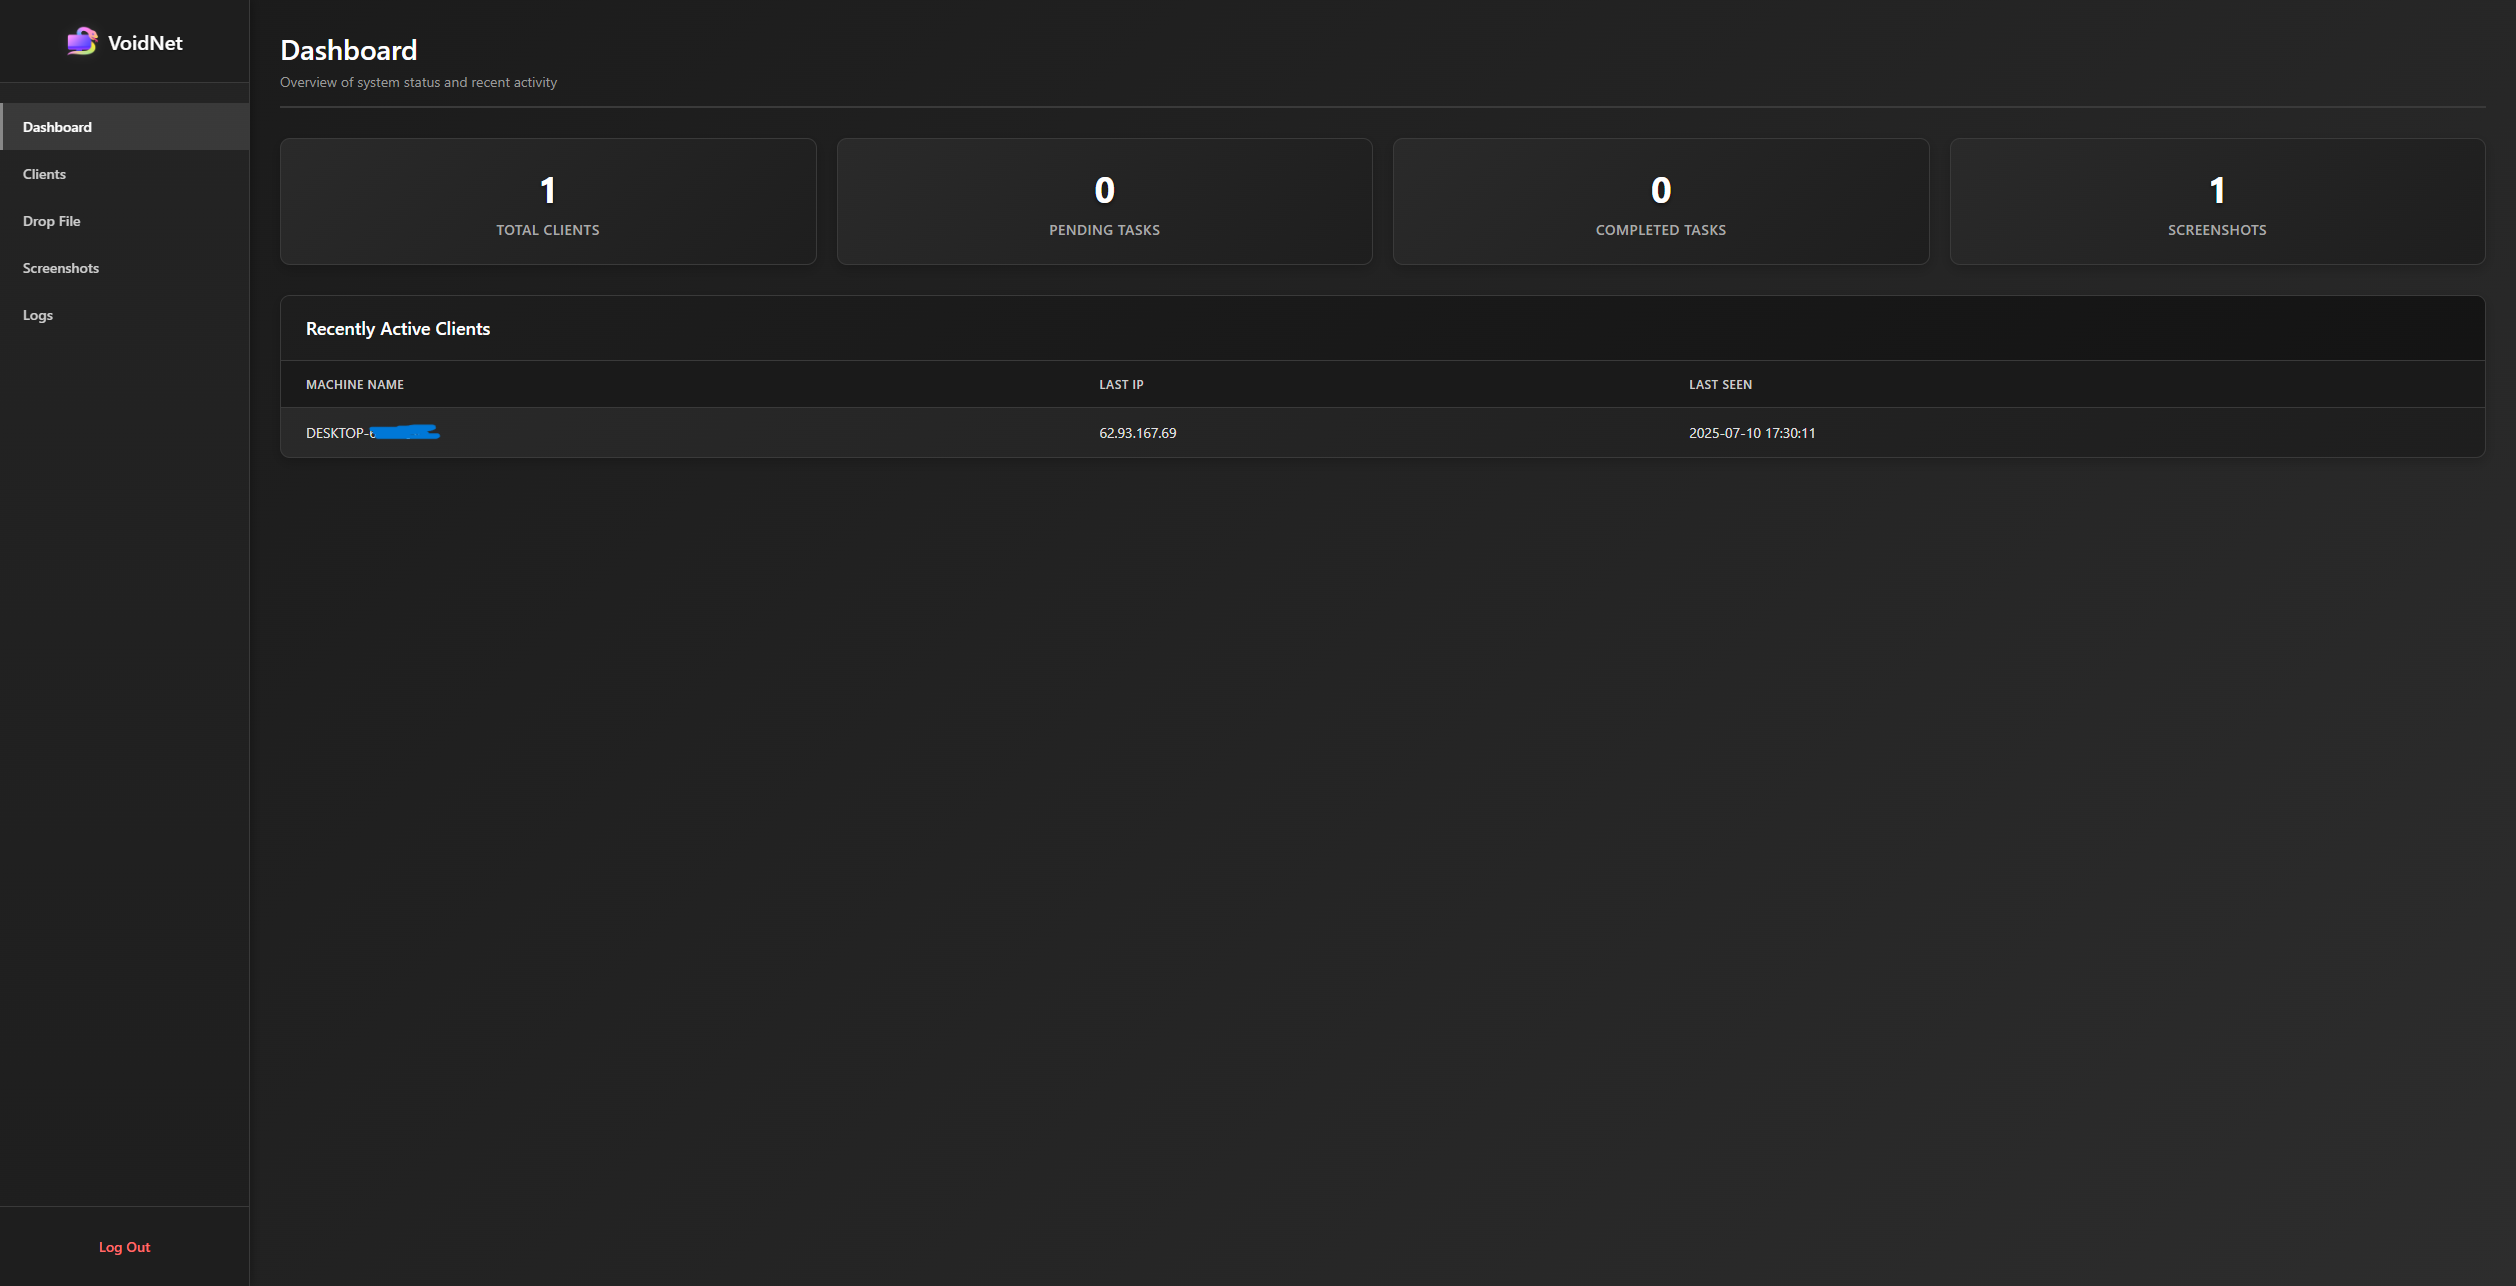 VoidNet
Dashboard
Clients
Drop File
Screenshots
Logs
Log Out
Dashboard
Overview of system status and recent activity
1
TOTAL CLIENTS
0
PENDING TASKS
0
COMPLETED TASKS
1
SCREENSHOTS
Recently Active Clients
MACHINE NAME LAST IP LAST SEEN
DESKTOP- 62.93.167.69 2025-07-10 17:30:11